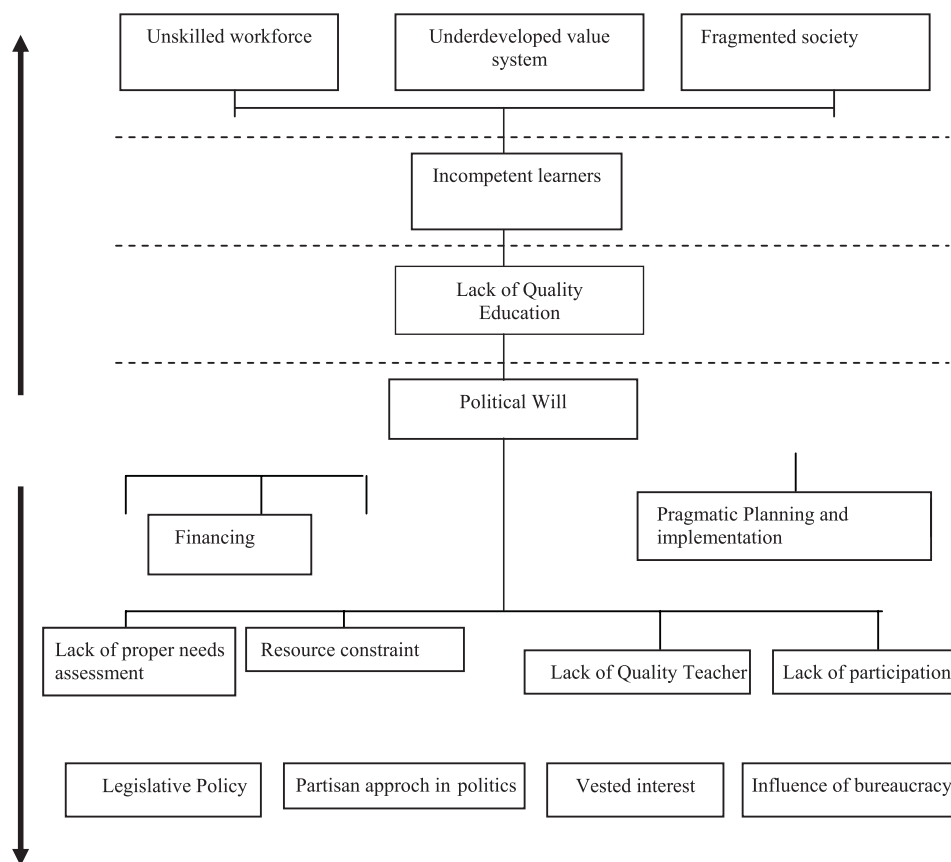 Unskilled workforce
Underdeveloped value
system
Fragmented society
Incompetent learners
Lack of Quality
Education
Political Will
Financing
Pragmatic Planning and
implementation
Lack of proper needs
assessment
Resource constraint
Lack of Quality Teacher
Lack of participation
Legislative Policy
Partisan approch in politics
Vested interest
Influence of bureaucracy